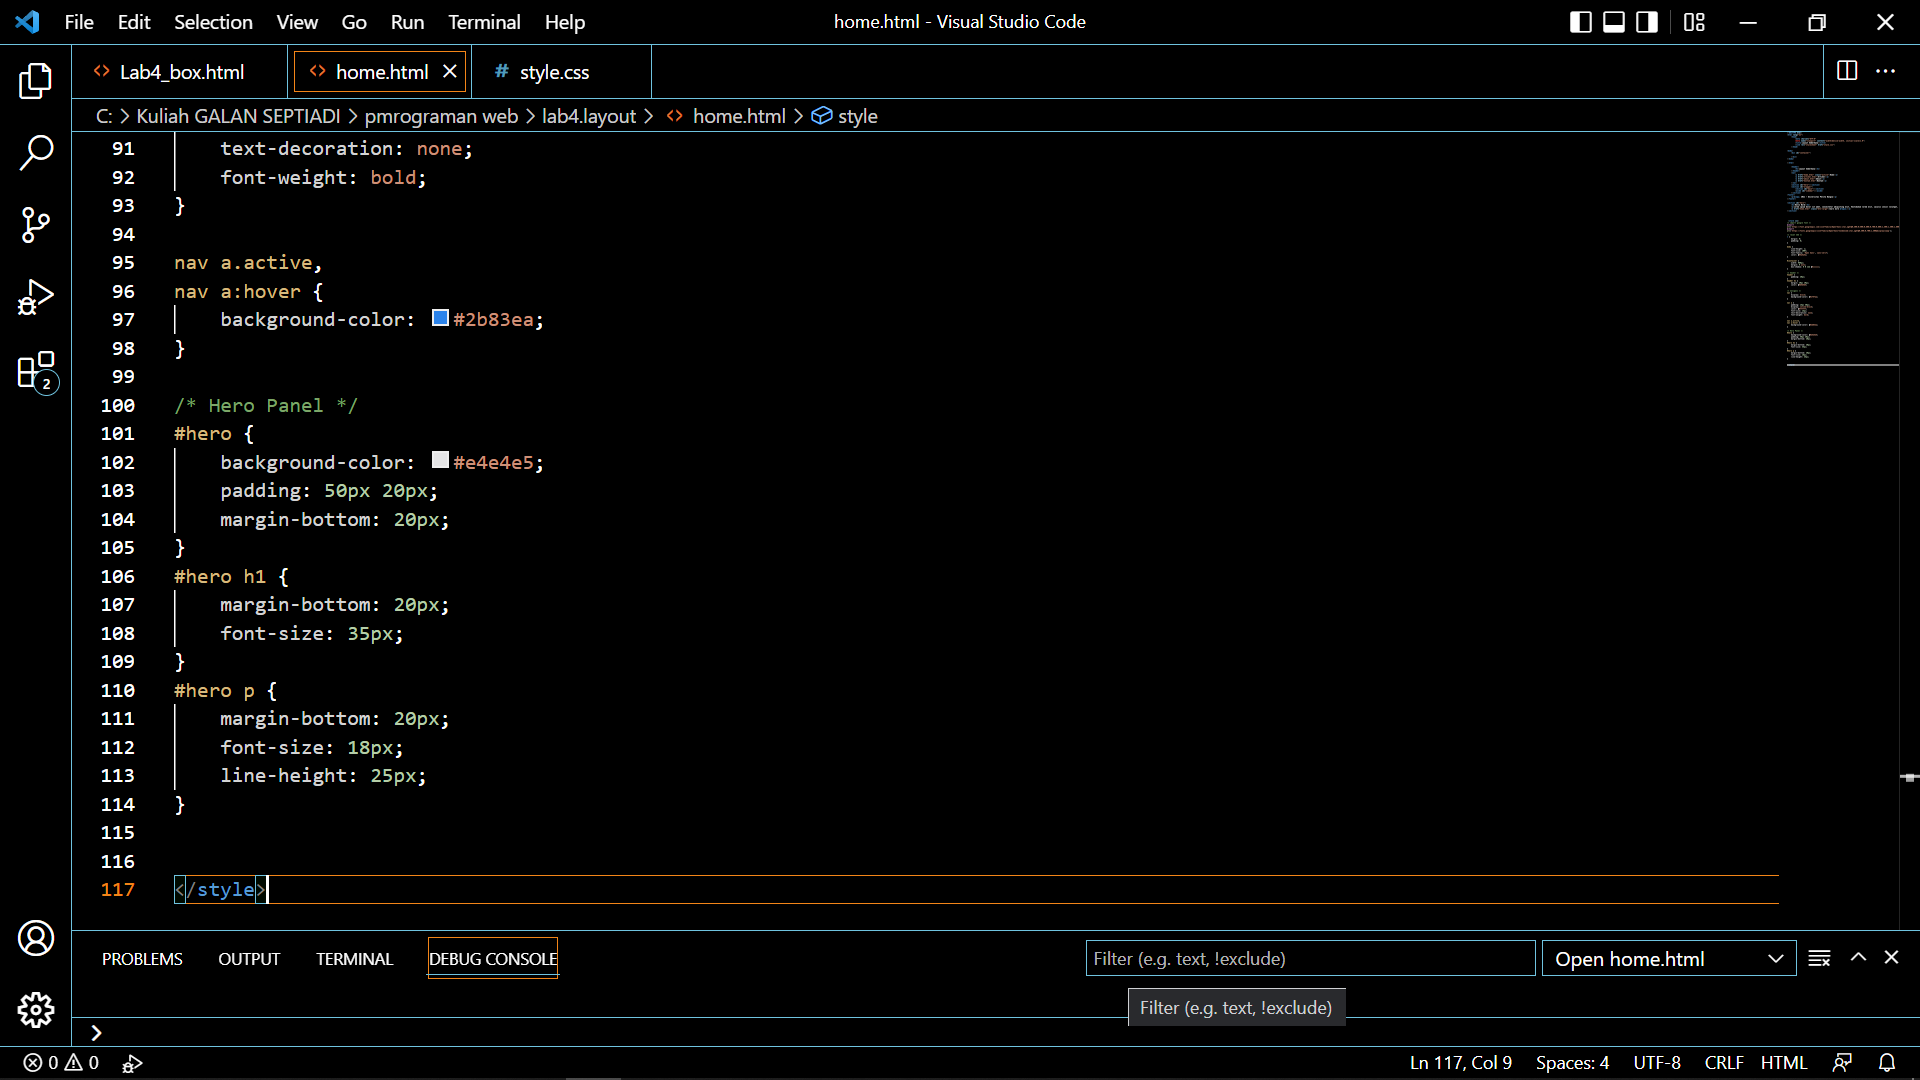 File Edit Selection View Go Run Terminal Help
home.html - Visual Studio Code
Lab4_box.html
home.html
# style.css
C: > Kuliah GALAN SEPTIADI > pmrograman web > lab4.layout > home.html > style
91     text-decoration: none;
92     font-weight: bold;
93 }
94
95 nav a.active,
96 nav a:hover {
97     background-color: #2b83ea;
98 }
99
100 /* Hero Panel */
101 #hero {
102     background-color: #e4e4e5;
103     padding: 50px 20px;
104     margin-bottom: 20px;
105 }
106 #hero h1 {
107     margin-bottom: 20px;
108     font-size: 35px;
109 }
110 #hero p {
111     margin-bottom: 20px;
112     font-size: 18px;
113     line-height: 25px;
114 }
115
116
117 </style>
2
PROBLEMS OUTPUT TERMINAL DEBUG CONSOLE
Filter (e.g. text, !exclude)
Open home.html
Filter (e.g. text, !exclude)
0 0
Ln 117, Col 9 Spaces: 4 UTF-8 CRLF HTML